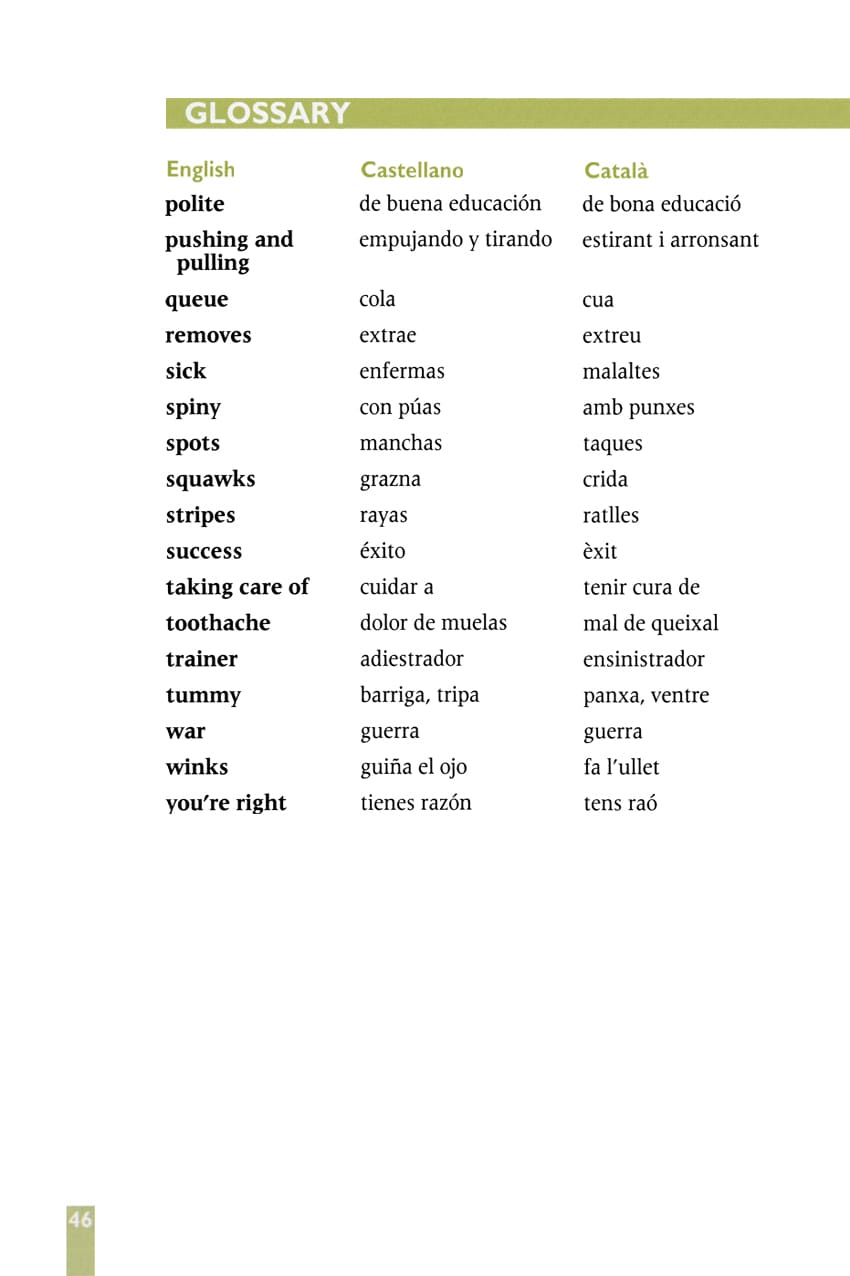 GLOSSARY
English Castellano Català
polite de buena educación de bona educació
pushing and empujando y tirando estirant i arronsant
pulling
queue cola cua
removes extrae extreu
sick enfermas malaltes
spiny con púas amb punxes
spots manchas taques
squawks grazna crida
stripes rayas ratlles
success éxito èxit
taking care of cuidar a tenir cura de
toothache dolor de muelas mal de queixal
trainer adiestrador ensinistrador
tummy barriga, tripa panxa, ventre
war guerra guerra
winks guiña el ojo fa l’ullet
you’re right tienes razón tens raó
46